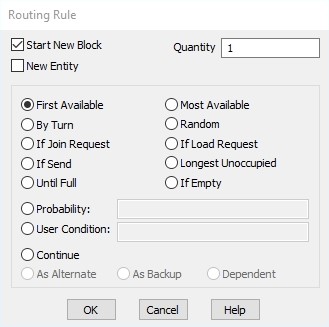 Routing Rule
Start New Block Quantity 1
New Entity
First Available Most Available
By Turn Random
If Join Request If Load Request
If Send Longest Unoccupied
Until Full If Empty
Probability:
User Condition:
Continue
As Alternate As Backup Dependent
OK Cancel Help